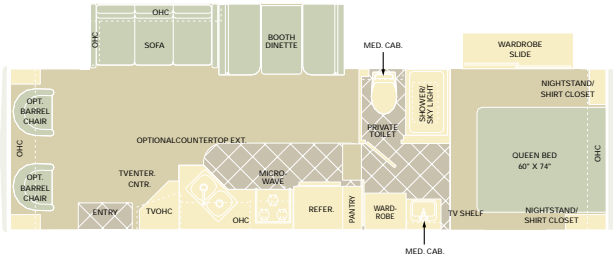 OHC
OHC
SOFA
BOOTH
DINETTE
MED. CAB.
WARDROBE
SLIDE
OPT.
BARREL
CHAIR
SHOWER/
SKY LIGHT
NIGHTSTAND/
SHIRT CLOSET
PRIVATE
TOILET
OHC
OPTIONALCOUNTERTOP EXT.
OHC
QUEEN BED
60" X 74"
OPT.
BARREL
CHAIR
TVENTER.
CNTR.
MICRO-
WAVE
ENTRY
TVOHC
OHC
REFER.
PANTRY
WARD-
ROBE
TV SHELF
NIGHTSTAND/
SHIRT CLOSET
MED. CAB.